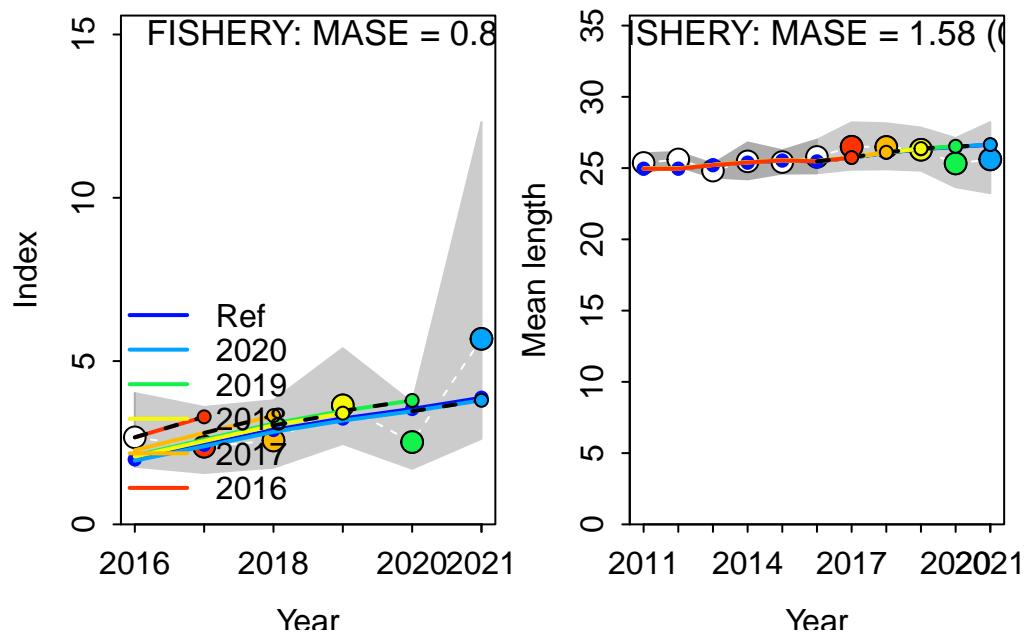 FISHERY: MASE = 0.8
15
10
5
0
Index
Ref
2020
2019
2018
2017
2016
2016 2018 2020 2021
Year
ISHERY: MASE = 1.58 (0
35
30
25
20
15
10
5
0
Mean length
2011 2014 2017 2020 2021
Year